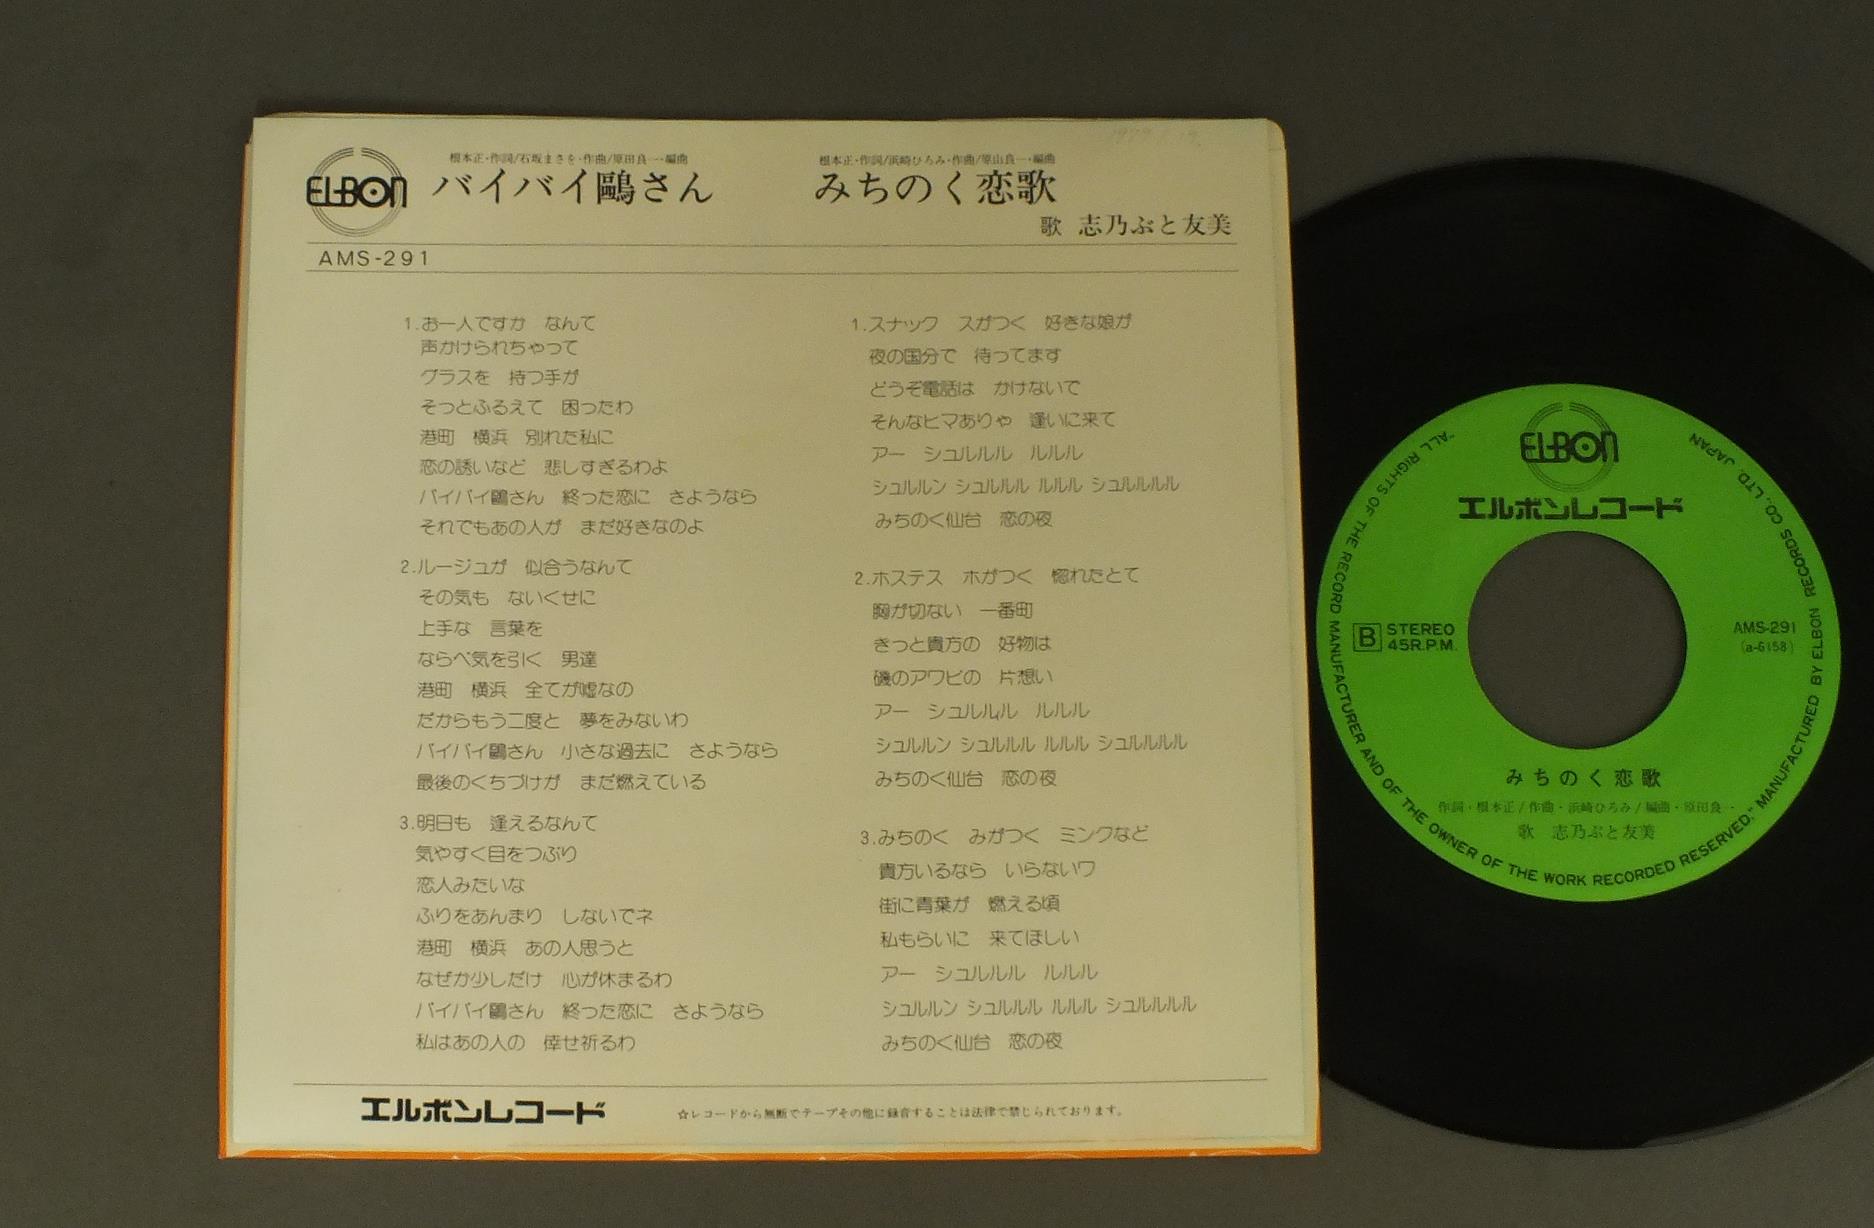 EL-BON
根本正・作詞/石坂まさを・作曲/原田良一・編曲
バイバイ鷗さん
根本正・作詞/浜崎ひろみ・作曲/原山良一・編曲
みちのく恋歌
歌 志乃ぶと友美
AMS-291
1.お一人ですか なんて
声かけられちゃって
グラスを 持つ手が
そっとふるえて 困ったわ
港町 横浜 別れた私に
恋の誘いなど 悲しすぎるわよ
バイバイ鷗さん 終った恋に さようなら
それでもあの人が まだ好きなのよ
2.ルージュが 似合うなんて
その気も ないくせに
上手な 言葉を
ならべ気を引く 男達
港町 横浜 全てが嘘なの
だからもう二度と 夢をみないわ
バイバイ鷗さん 小さな過去に さようなら
最後のくちづけが まだ燃えている
3.明日も 逢えるなんて
気やすく目をつぶり
恋人みたいな
ふりをあんまり しないでネ
港町 横浜 あの人思うと
なぜか少しだけ 心が休まるわ
バイバイ鷗さん 終った恋に さようなら
私はあの人の 倖せ祈るわ
1.スナック スがつく 好きな娘が
夜の国分で 待ってます
どうぞ電話は かけないで
そんなヒマありゃ 逢いに来て
アー シュルルル ルルル
シュルルン シュルルル ルルル シュルルルル
みちのく仙台 恋の夜
2.ホステス ホがつく 惚れたとて
胸が切ない 一番町
きっと貴方の 好物は
磯のアワビの 片想い
アー シュルルル ルルル
シュルルン シュルルル ルルル シュルルルル
みちのく仙台 恋の夜
3.みちのく みがつく ミンクなど
貴方いるなら いらないワ
街に青葉が 燃える頃
私もらいに 来てほしい
アー シュルルル ルルル
シュルルン シュルルル ルルル シュルルルル
みちのく仙台 恋の夜
エルボンレコード
☆レコードから無断でテープその他に録音することは法律で禁じられております。
EL-BON
エルボンレコード
B STEREO
45R.P.M.
AMS-291
(a-6158)
みちのく恋歌
作詞・根本正/作曲・浜崎ひろみ/編曲・原田良一
歌 志乃ぶと友美
"ALL RIGHTS OF THE RECORD MANUFACTURER AND OF THE OWNER OF THE WORK RECORDED RESERVED." MANUFACTURED BY ELBON RECORDS CO., LTD. JAPAN